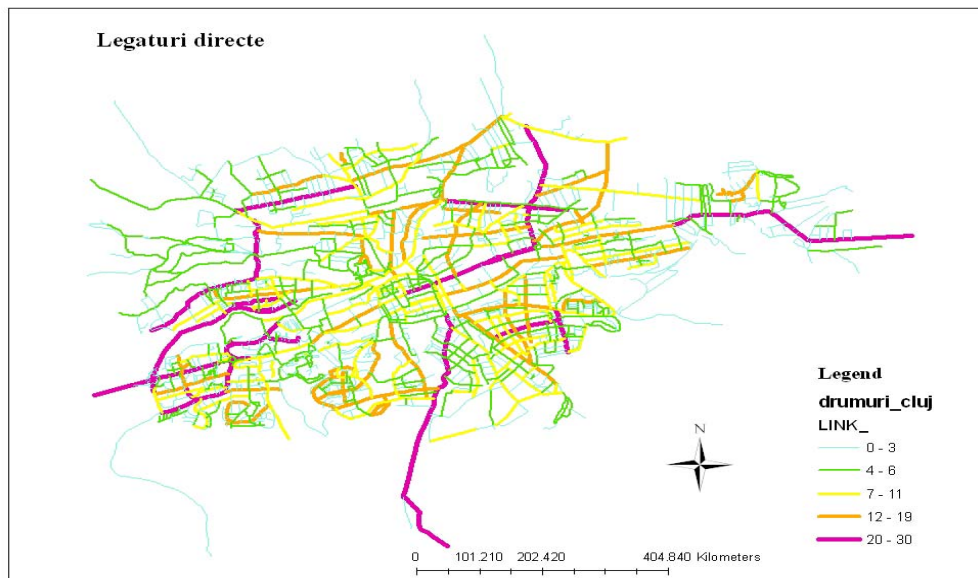 Legaturi directe
Legend
drumuri_cluj
LINK_
0 - 3
4 - 6
7 - 11
12 - 19
20 - 30
N
0 101.210 202.420 404.840 Kilometers